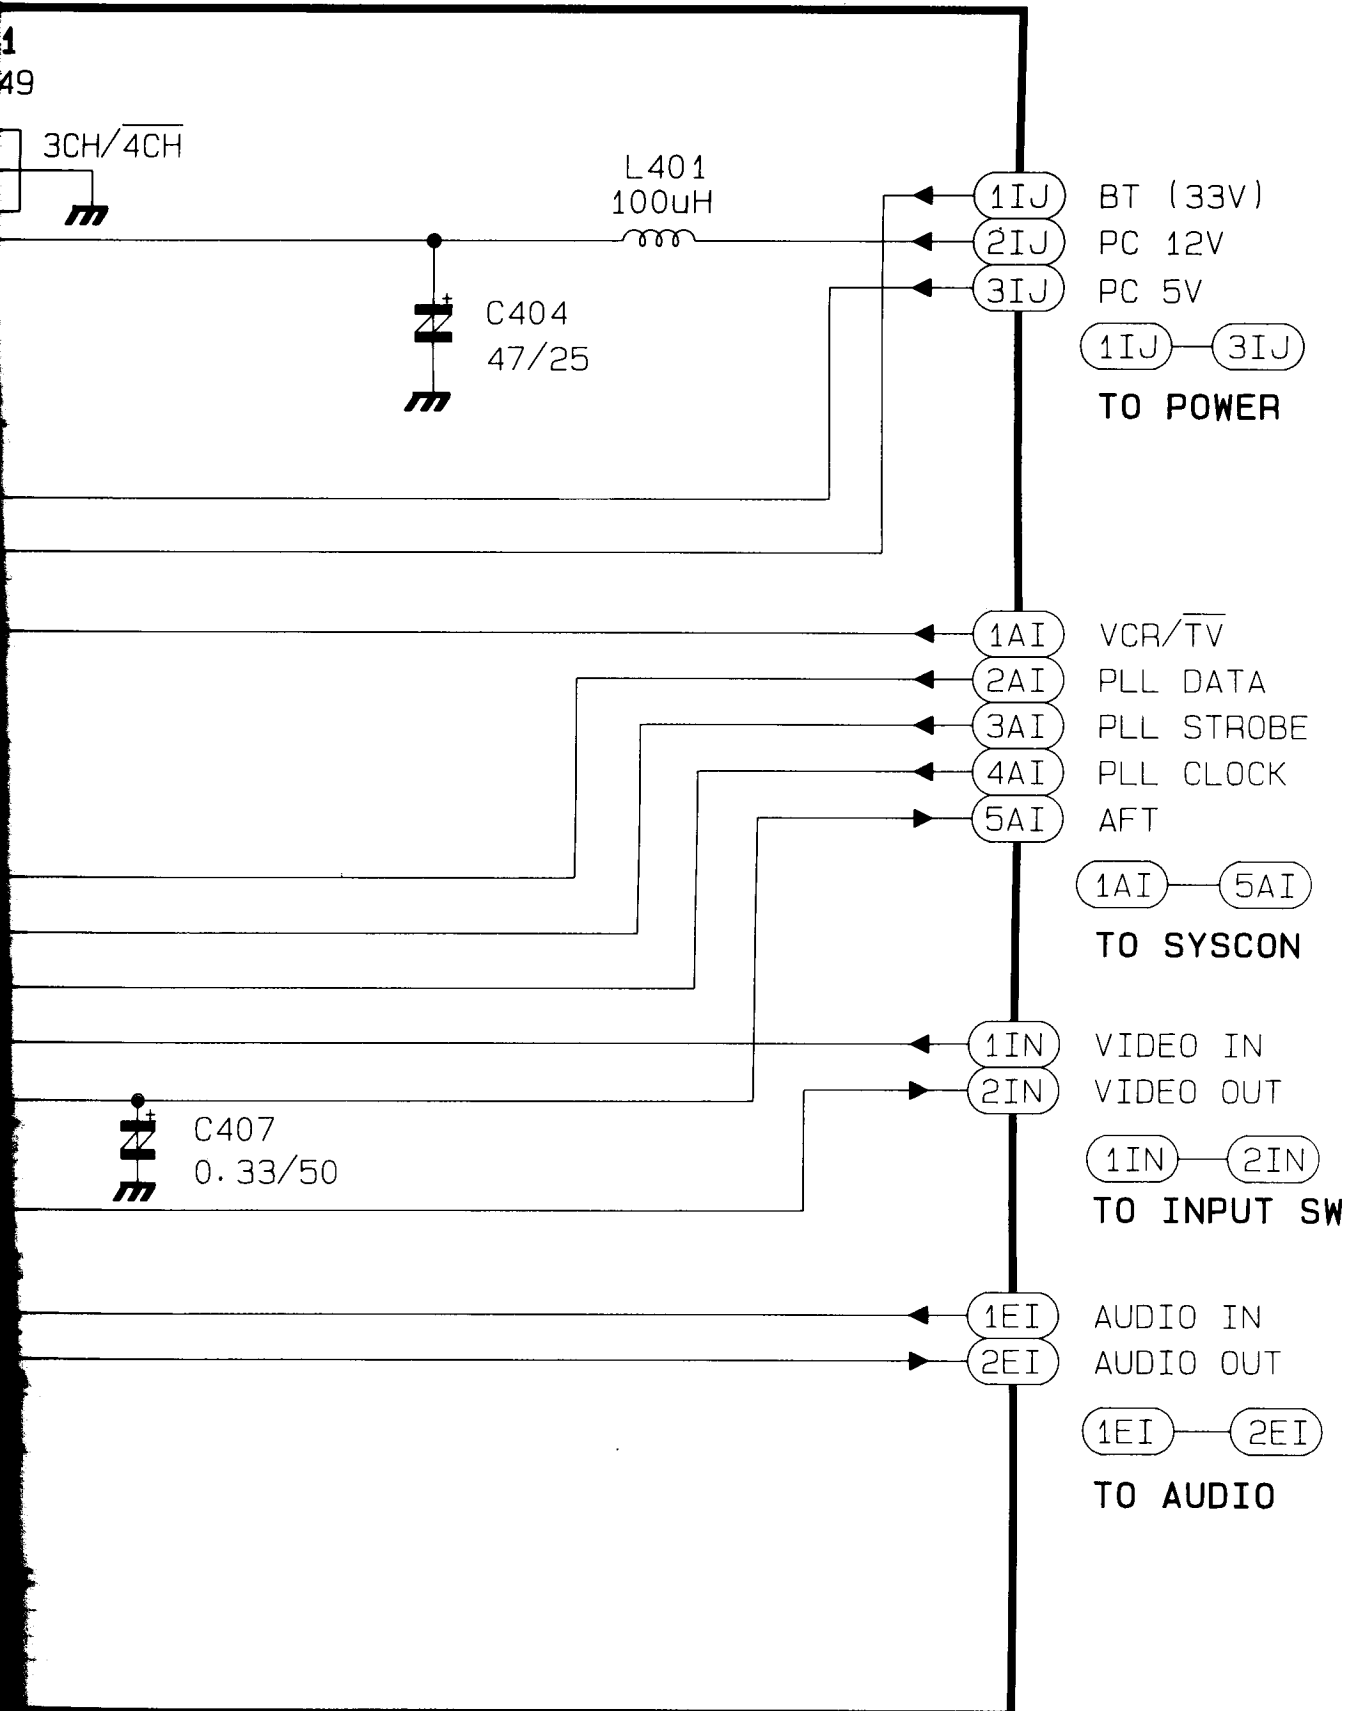 1
49
3CH/4CH
L401
100uH
1IJ BT (33V)
2IJ PC 12V
3IJ PC 5V
C404
47/25
1IJ 3IJ
TO POWER
1AI VCR/TV
2AI PLL DATA
3AI PLL STROBE
4AI PLL CLOCK
5AI AFT
1AI 5AI
TO SYSCON
1IN VIDEO IN
2IN VIDEO OUT
C407
0.33/50
1IN 2IN
TO INPUT SW
1EI AUDIO IN
2EI AUDIO OUT
1EI 2EI
TO AUDIO